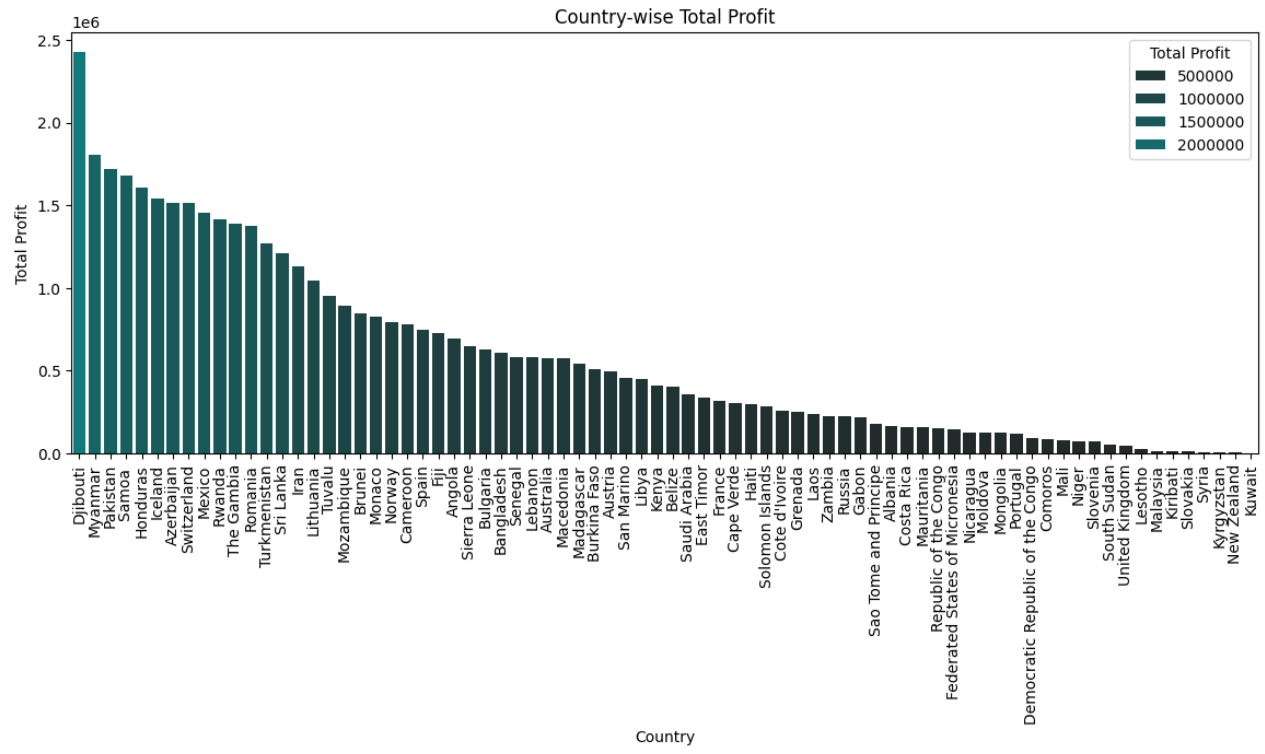 Country-wise Total Profit
1e6
2.5
2.0
1.5
1.0
0.5
0.0
Total Profit
Total Profit
500000
1000000
1500000
2000000
Djibouti
Myanmar
Pakistan
Samoa
Honduras
Iceland
Azerbaijan
Switzerland
Mexico
Rwanda
The Gambia
Romania
Turkmenistan
Sri Lanka
Iran
Lithuania
Tuvalu
Mozambique
Brunei
Monaco
Norway
Cameroon
Spain
Fiji
Angola
Sierra Leone
Bulgaria
Bangladesh
Senegal
Lebanon
Australia
Macedonia
Madagascar
Burkina Faso
Austria
San Marino
Libya
Kenya
Belize
Saudi Arabia
East Timor
France
Cape Verde
Haiti
Solomon Islands
Cote d'Ivoire
Grenada
Laos
Zambia
Russia
Gabon
Sao Tome and Principe
Albania
Costa Rica
Mauritania
Republic of the Congo
Federated States of Micronesia
Nicaragua
Moldova
Mongolia
Portugal
Democratic Republic of the Congo
Comoros
Mali
Niger
Slovenia
South Sudan
United Kingdom
Lesotho
Malaysia
Kiribati
Slovakia
Syria
Kyrgyzstan
New Zealand
Kuwait
Country